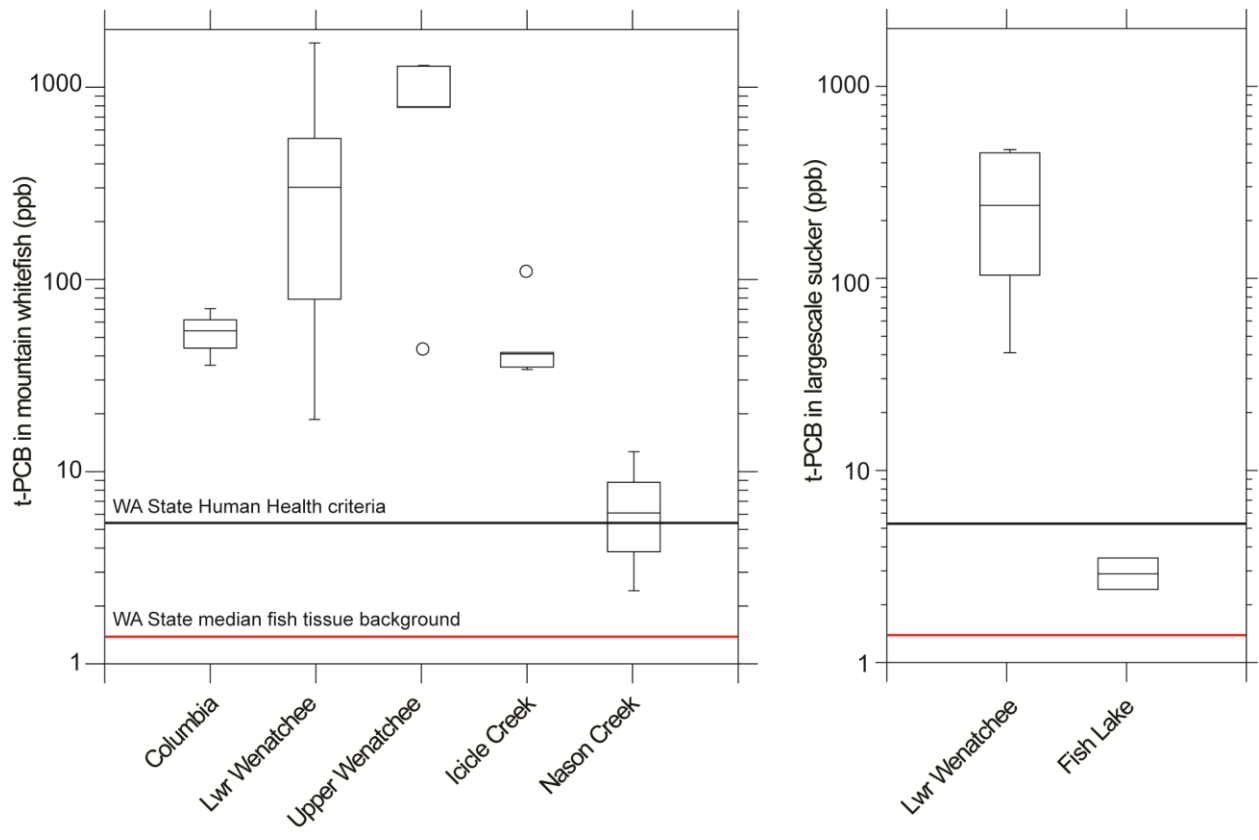 t-PCB in mountain whitefish (ppb)
1000
100
10
1
WA State Human Health criteria
WA State median fish tissue background
Columbia
Lwr Wenatchee
Upper Wenatchee
Icicle Creek
Nason Creek
t-PCB in largescale sucker (ppb)
1000
100
10
1
Lwr Wenatchee
Fish Lake